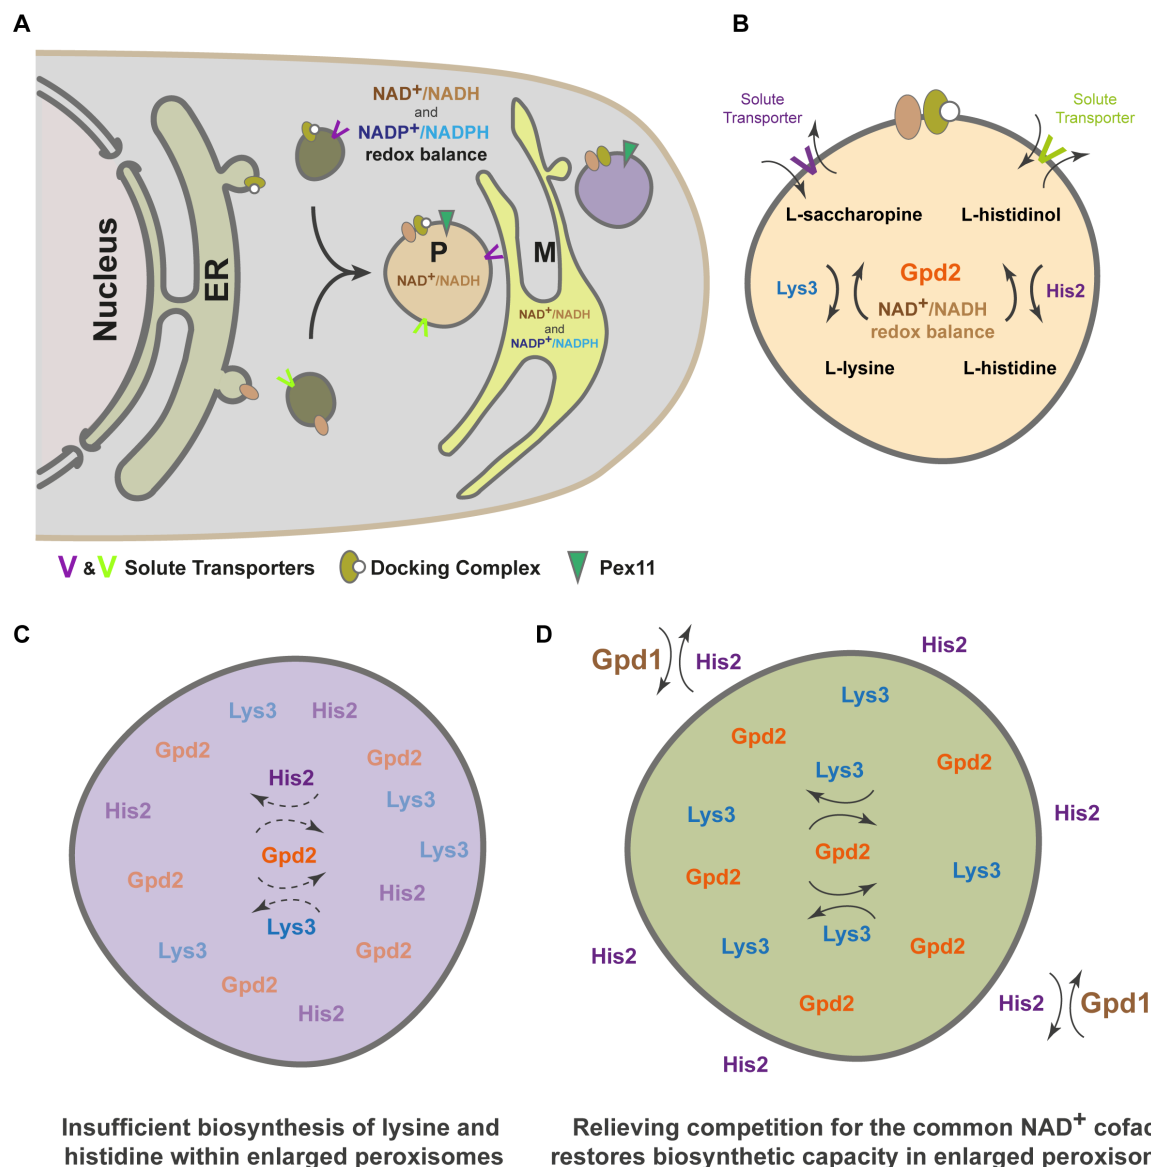 A
NAD+/NADH
and
NADP+/NADPH
redox balance
Nucleus
ER
P
NAD+/NADH
M
NAD+/NADH
and
NADP+/NADPH
V & V Solute Transporters
Docking Complex
Pex11
B
Solute
Transporter
Solute
Transporter
L-saccharopine
L-histidinol
Lys3
Gpd2
His2
NAD+/NADH
redox balance
L-lysine
L-histidine
C
Lys3
His2
Gpd2
Gpd2
His2
His2
Lys3
Gpd2
Lys3
Gpd2
His2
Lys3
Lys3
Gpd2
Gpd2
His2
Insufficient biosynthesis of lysine and
histidine within enlarged peroxisomes
D
Gpd1
His2
His2
Lys3
Gpd2
Gpd2
Lys3
Lys3
His2
Gpd2
Gpd2
Lys3
His2
Lys3
Lys3
Gpd2
Gpd2
His2
Gpd1
His2
Relieving competition for the common NAD+ cofac
restores biosynthetic capacity in enlarged peroxison